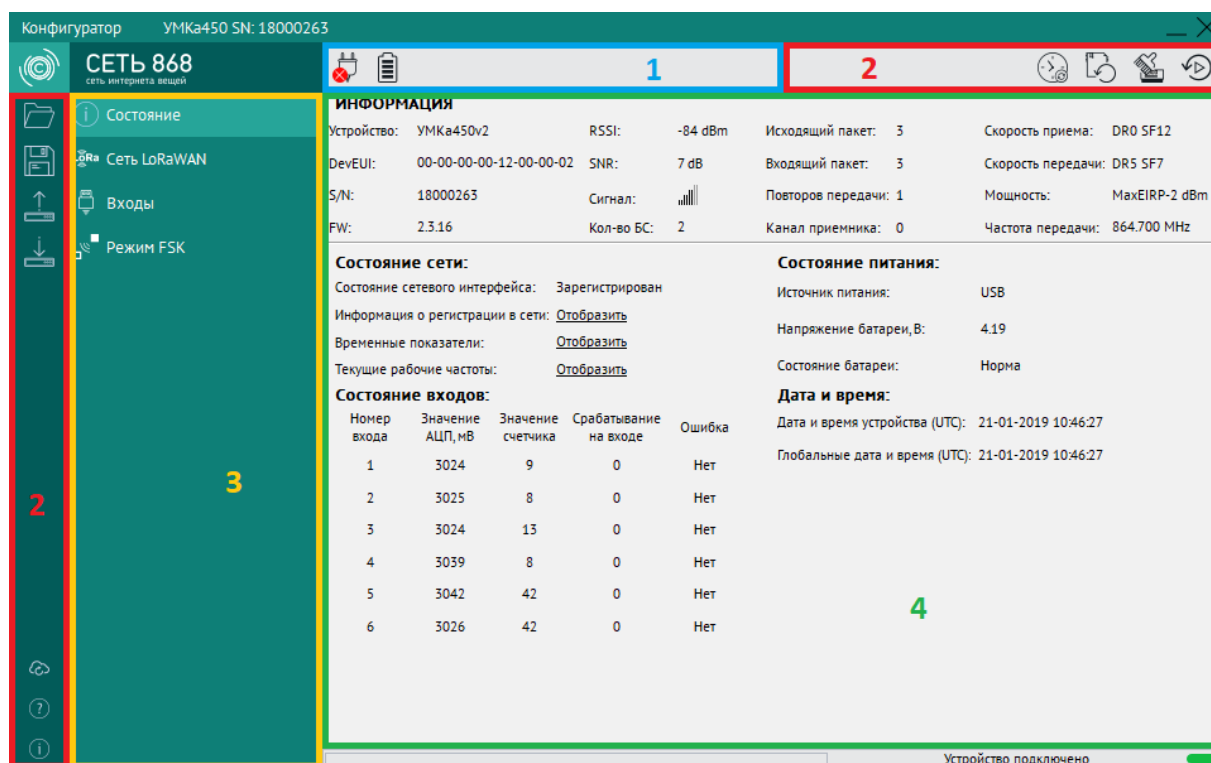 Конфигуратор УМКа450 SN: 18000263
СЕТЬ 868
сеть интернета вещей
1
2
Состояние
LoRa Сеть LoRaWAN
Входы
Режим FSK
2
3
ИНФОРМАЦИЯ
Устройство: УМКа450v2 RSSI: -84 dBm Исходящий пакет: 3 Скорость приема: DR0 SF12
DevEUI: 00-00-00-00-12-00-00-02 SNR: 7 dB Входящий пакет: 3 Скорость передачи: DR5 SF7
S/N: 18000263 Сигнал: Повторов передачи: 1 Мощность: MaxEIRP-2 dBm
FW: 2.3.16 Кол-во БС: 2 Канал приемника: 0 Частота передачи: 864.700 MHz
Состояние сети:
Состояние сетевого интерфейса: Зарегистрирован
Информация о регистрации в сети: Отобразить
Временные показатели: Отобразить
Текущие рабочие частоты: Отобразить
Состояние питания:
Источник питания: USB
Напряжение батареи,В: 4.19
Состояние батареи: Норма
Состояние входов:
Номер входа Значение АЦП,мВ Значение счетчика Срабатывание на входе Ошибка
1 3024 9 0 Нет
2 3025 8 0 Нет
3 3024 13 0 Нет
4 3039 8 0 Нет
5 3042 42 0 Нет
6 3026 42 0 Нет
Дата и время:
Дата и время устройства (UTC): 21-01-2019 10:46:27
Глобальные дата и время (UTC): 21-01-2019 10:46:27
4
Устройство подключено